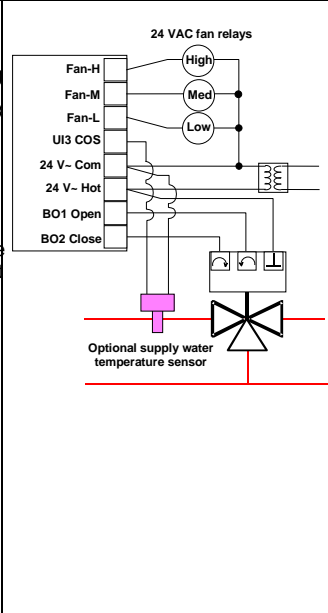 24 VAC fan relays
High
Fan-H
Fan-M
Med
Fan-L
Low
UI3 COS
24 V~ Com
24 V~ Hot
BO1 Open
BO2 Close
Optional supply water
temperature sensor